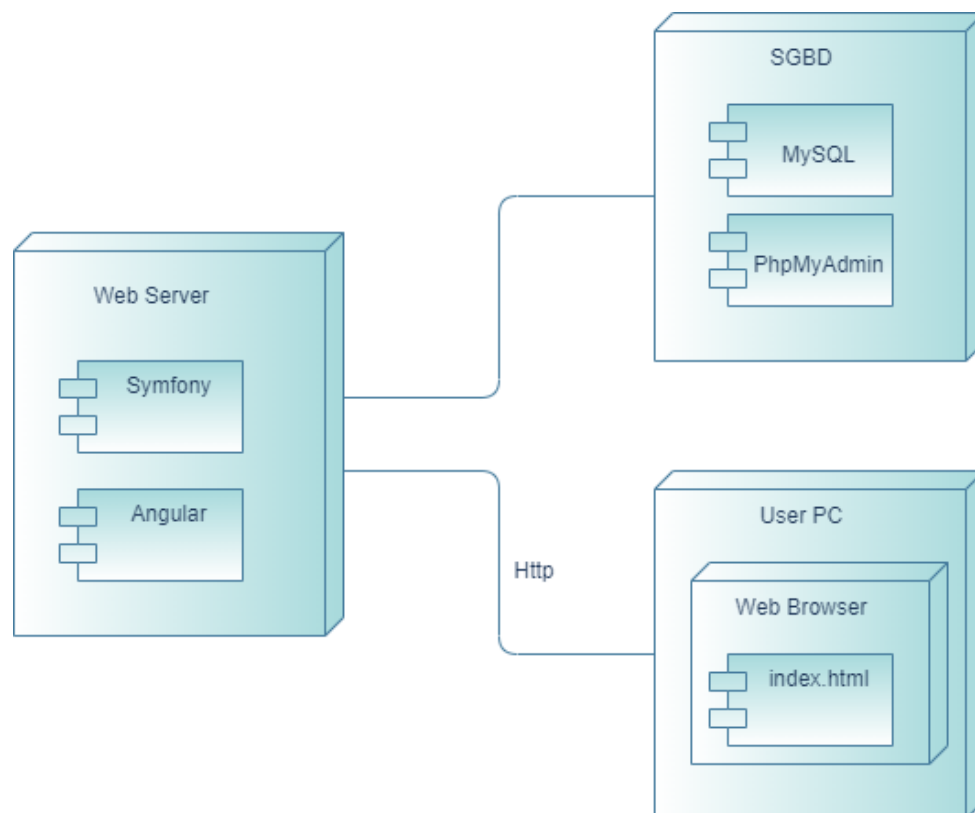 SGBD
MySQL
PhpMyAdmin
Web Server
Symfony
Angular
Http
User PC
Web Browser
index.html